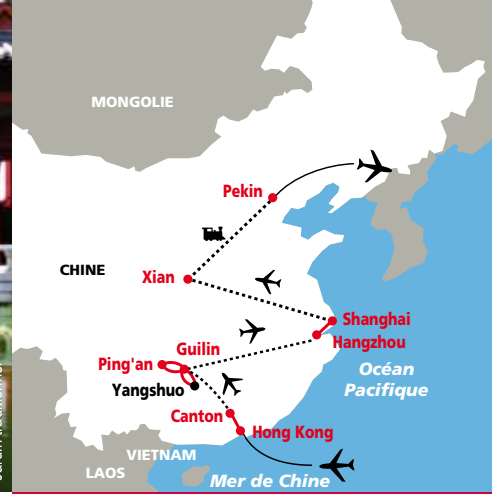 MONGOLIE
Pekin
CHINE
Xian
Shanghai
Hangzhou
Guilin
Ping'an
Yangshuo
Océan
Pacifique
Canton
Hong Kong
VIETNAM
LAOS
Mer de Chine